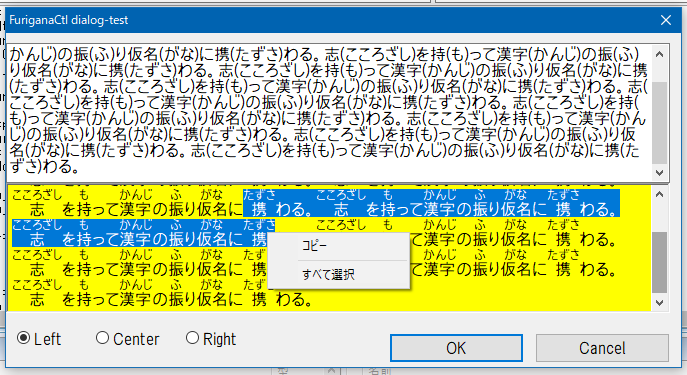 FuriganaCtl dialog-test
かんじ)の振(ふ)り仮名(がな)に携(たずさ)わる。志(こころざし)を持(も)って漢字(かんじ)の振(ふ)
り仮名(がな)に携(たずさ)わる。志(こころざし)を持(も)って漢字(かんじ)の振(ふ)り仮名(がな)に携
(たずさ)わる。志(こころざし)を持(も)って漢字(かんじ)の振(ふ)り仮名(がな)に携(たずさ)わる。志
(こころざし)を持(も)って漢字(かんじ)の振(ふ)り仮名(がな)に携(たずさ)わる。志(こころざし)を持(
も)って漢字(かんじ)の振(ふ)り仮名(がな)に携(たずさ)わる。志(こころざし)を持(も)って漢字(かん
じ)の振(ふ)り仮名(がな)に携(たずさ)わる。志(こころざし)を持(も)って漢字(かんじ)の振(ふ)り仮
名(がな)に携(たずさ)わる。志(こころざし)を持(も)って漢字(かんじ)の振(ふ)り仮名(がな)に携(た
ずさ)わる。
こころざし も かんじ ふ がな たずさ こころざし も かんじ ふ がな たずさ
志 を持って漢字の振り仮名に 携 わる。 志 を持って漢字の振り仮名に 携 わる。
こころざし も かんじ ふ がな たずさ こころざし も かんじ ふ がな たずさ
志 を持って漢字の振り仮名に 携 振り仮名に 携 わる。
こころざし も かんじ ふ がな たず ふ がな たずさ
志 を持って漢字の振り仮名に 携 振り仮名に 携 わる。
こころざし も かんじ ふ がな たずさ
志 を持って漢字の振り仮名に 携 わる。
コピー
すべて選択
Left
Center
Right
OK
Cancel
型
名前